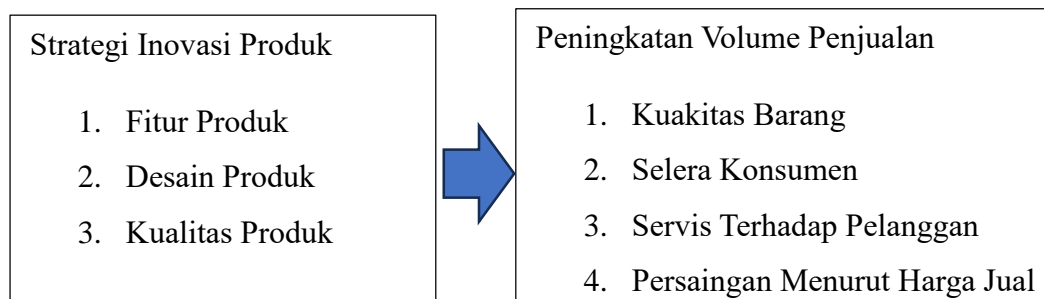 Strategi Inovasi Produk
1. Fitur Produk
2. Desain Produk
3. Kualitas Produk
Peningkatan Volume Penjualan
1. Kuakitas Barang
2. Selera Konsumen
3. Servis Terhadap Pelanggan
4. Persaingan Menurut Harga Jual